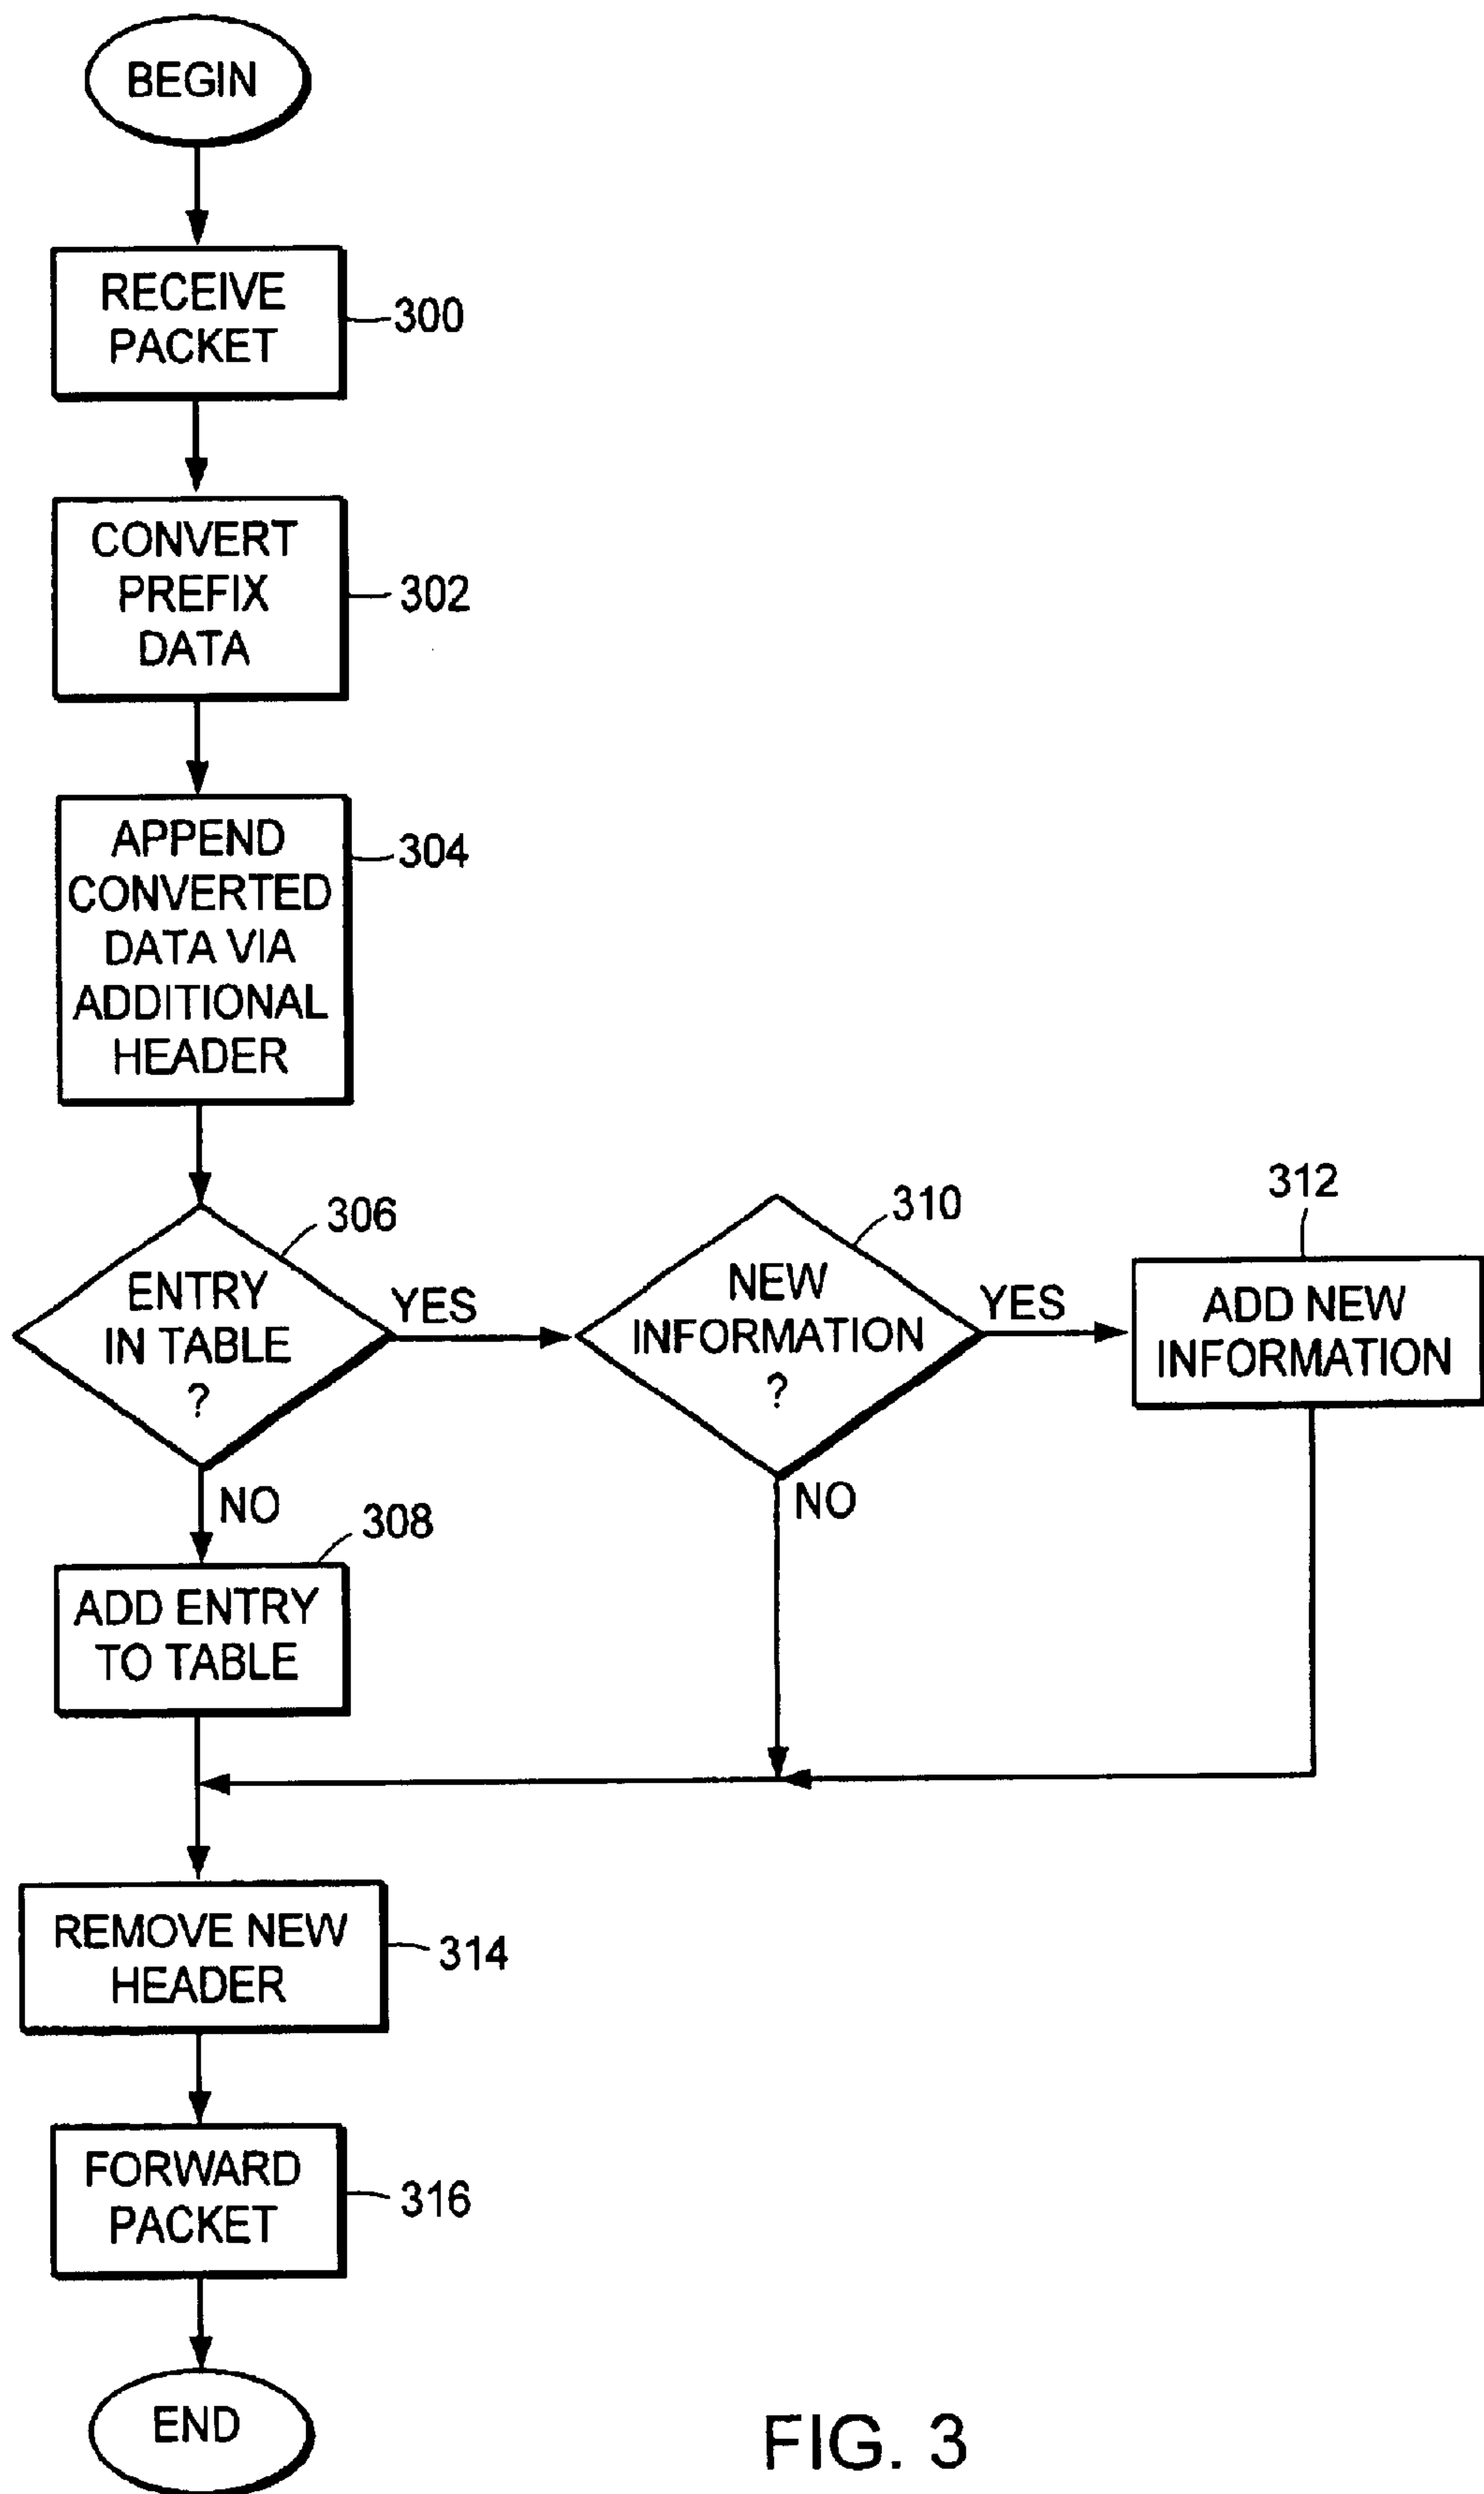 BEGIN
RECEIVE
PACKET
300
CONVERT
PREFIX
DATA
302
APPEND
CONVERTED
DATA VIA
ADDITIONAL
HEADER
304
ENTRY
IN TABLE
?
306
YES
NO
NEW
INFORMATION
?
310
YES
NO
ADD NEW
INFORMATION
312
ADD ENTRY
TO TABLE
308
REMOVE NEW
HEADER
314
FORWARD
PACKET
316
END
FIG. 3